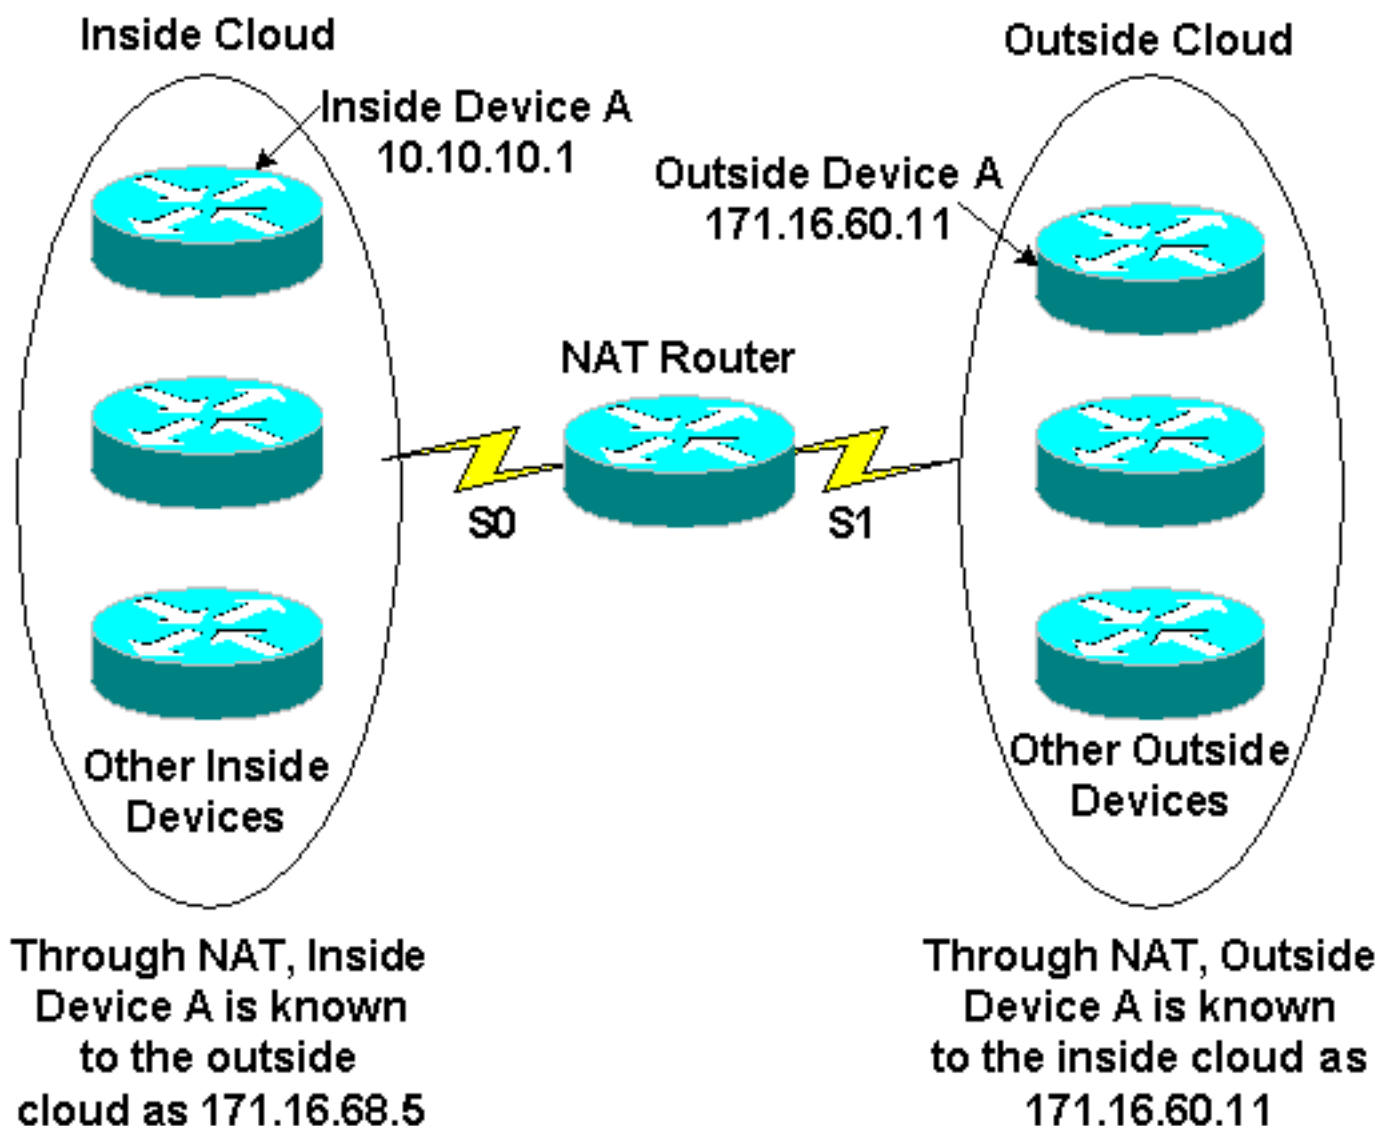 Inside Cloud
Outside Cloud
Inside Device A
10.10.10.1
Outside Device A
171.16.60.11
NAT Router
S0
S1
Other Inside
Devices
Other Outside
Devices
Through NAT, Inside
Device A is known
to the outside
cloud as 171.16.68.5
Through NAT, Outside
Device A is known
to the inside cloud as
171.16.60.11